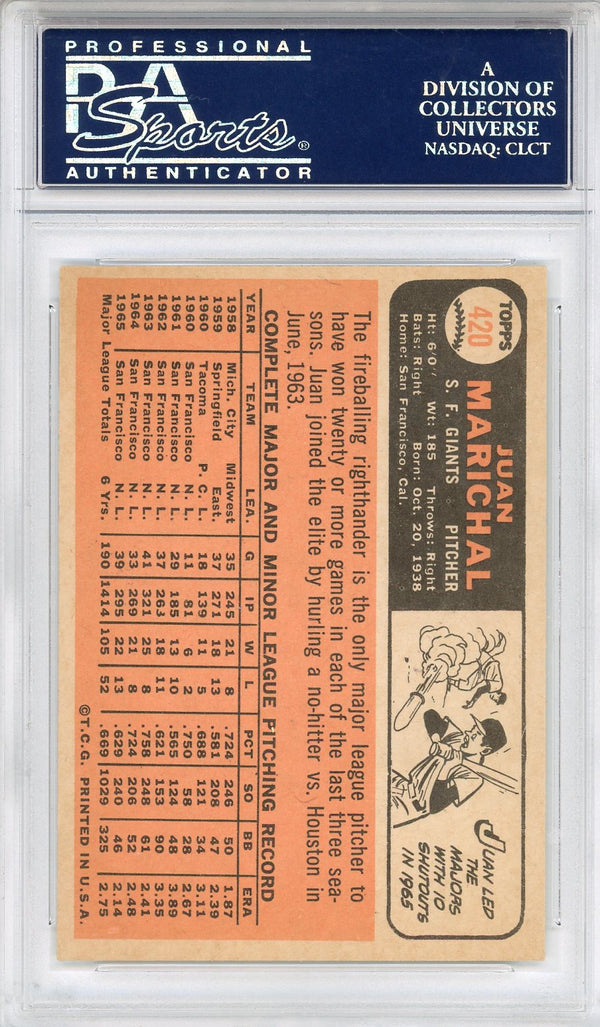 PROFESSIONAL
PSA
Sports®
AUTHENTICATOR
A
DIVISION OF
COLLECTORS
UNIVERSE
NASDAQ: CLCT
TOPPS
420
JUAN
MARICHAL
S. F. GIANTS PITCHER
Ht: 6'0" Wt: 185 Throws: Right
Bats: Right Born: Oct. 20, 1938
Home: San Francisco, Cal.
JUAN LED
THE
MAJORS
WITH 10
SHUTOUTS
IN 1965
The fireballing righthander is the only major league pitcher to
have won twenty or more games in each of the last three sea-
sons. Juan joined the elite by hurling a no-hitter vs. Houston in
June, 1963.
COMPLETE MAJOR AND MINOR LEAGUE PITCHING RECORD
YEAR TEAM LEA. G IP W L PCT SO BB ERA
1958 Mich. City Midwest 35 245 21 8 .724 246 50 1.87
1959 Springfield East. 37 271 18 13 .581 208 47 2.39
1960 Tacoma P. C. L. 18 139 11 5 .688 121 34 3.11
1960 San Francisco N. L. 11 81 6 2 .750 58 28 2.67
1961 San Francisco N. L. 29 185 13 10 .565 124 48 3.89
1962 San Francisco N. L. 37 263 18 11 .621 153 90 3.35
1963 San Francisco N. L. 41 321 25 8 .758 248 61 2.41
1964 San Francisco N. L. 33 269 21 8 .724 206 52 2.48
1965 San Francisco N. L. 39 295 22 13 .629 240 46 2.14
Major League Totals 6 Yrs. 190 1414 105 52 .669 1029 325 2.75
©T.C.G. PRINTED IN U.S.A.